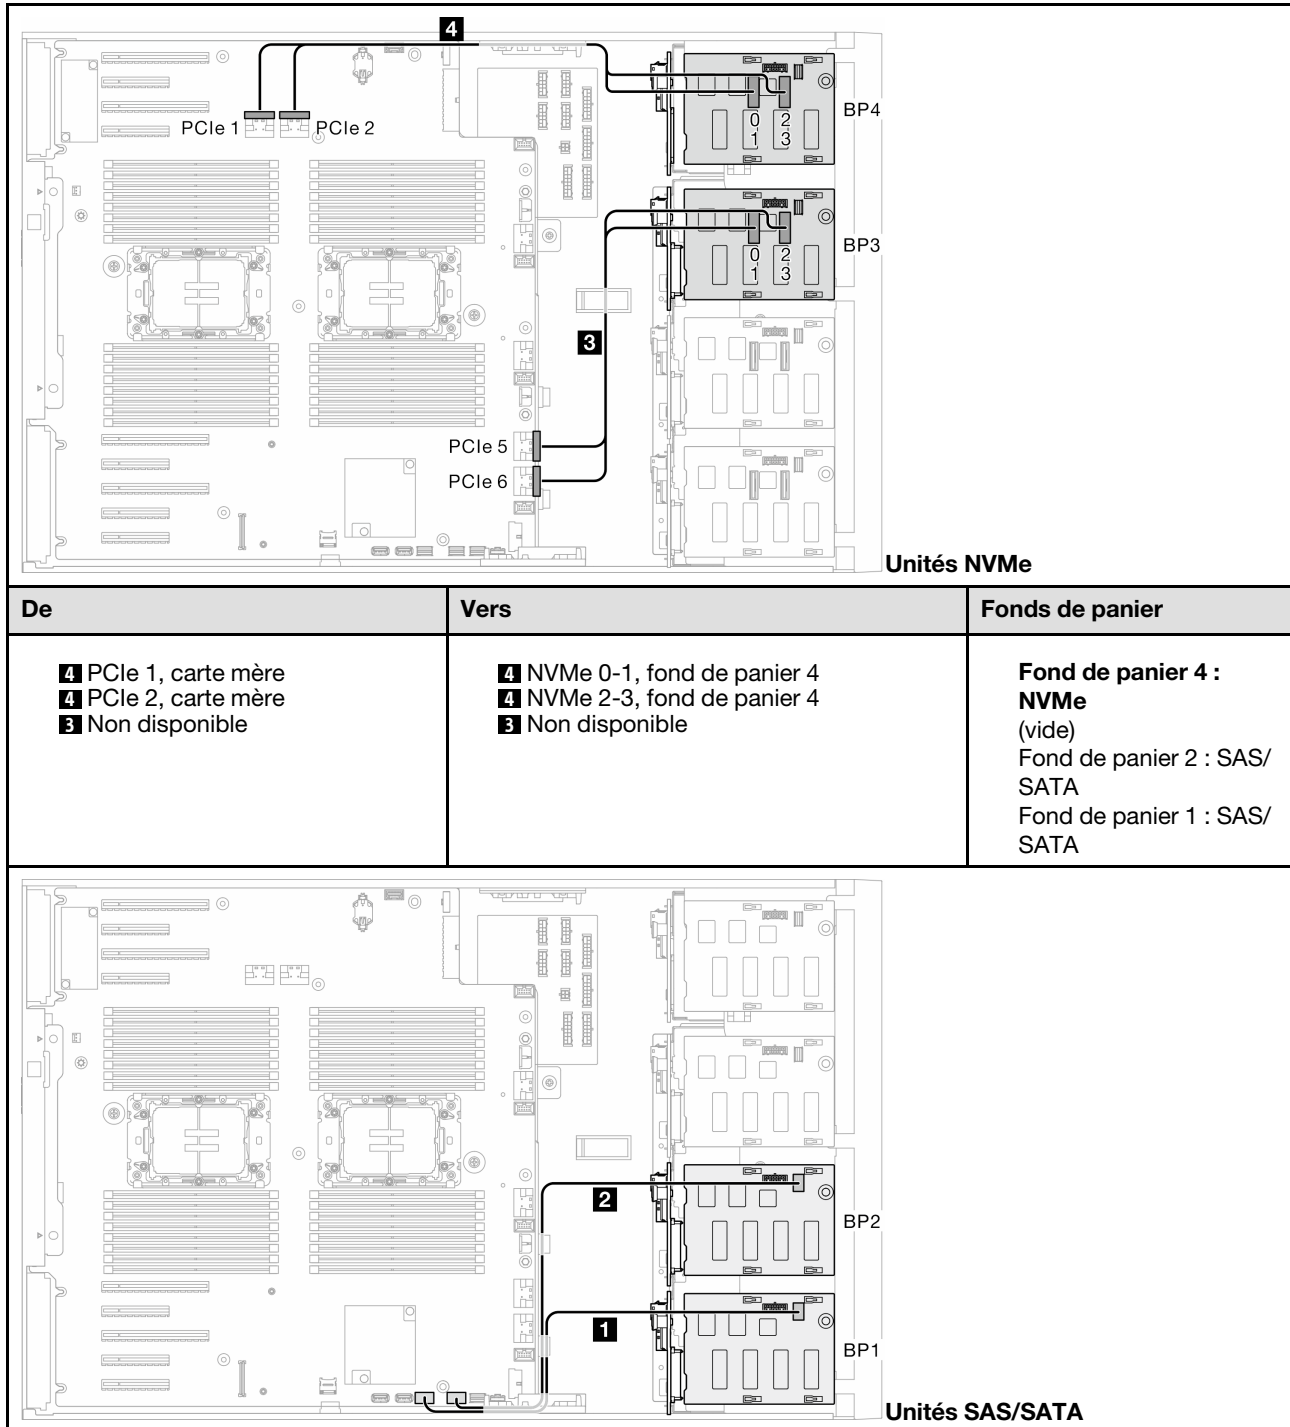 4
PCIe 1
PCIe 2
0
1
2
3
BP4
0
1
2
3
BP3
3
PCIe 5
PCIe 6
Unités NVMe
De
Vers
Fonds de panier
4 PCIe 1, carte mère
4 PCIe 2, carte mère
3 Non disponible
4 NVMe 0-1, fond de panier 4
4 NVMe 2-3, fond de panier 4
3 Non disponible
Fond de panier 4 :
NVMe
(vide)
Fond de panier 2 : SAS/
SATA
Fond de panier 1 : SAS/
SATA
2
BP2
1
BP1
Unités SAS/SATA